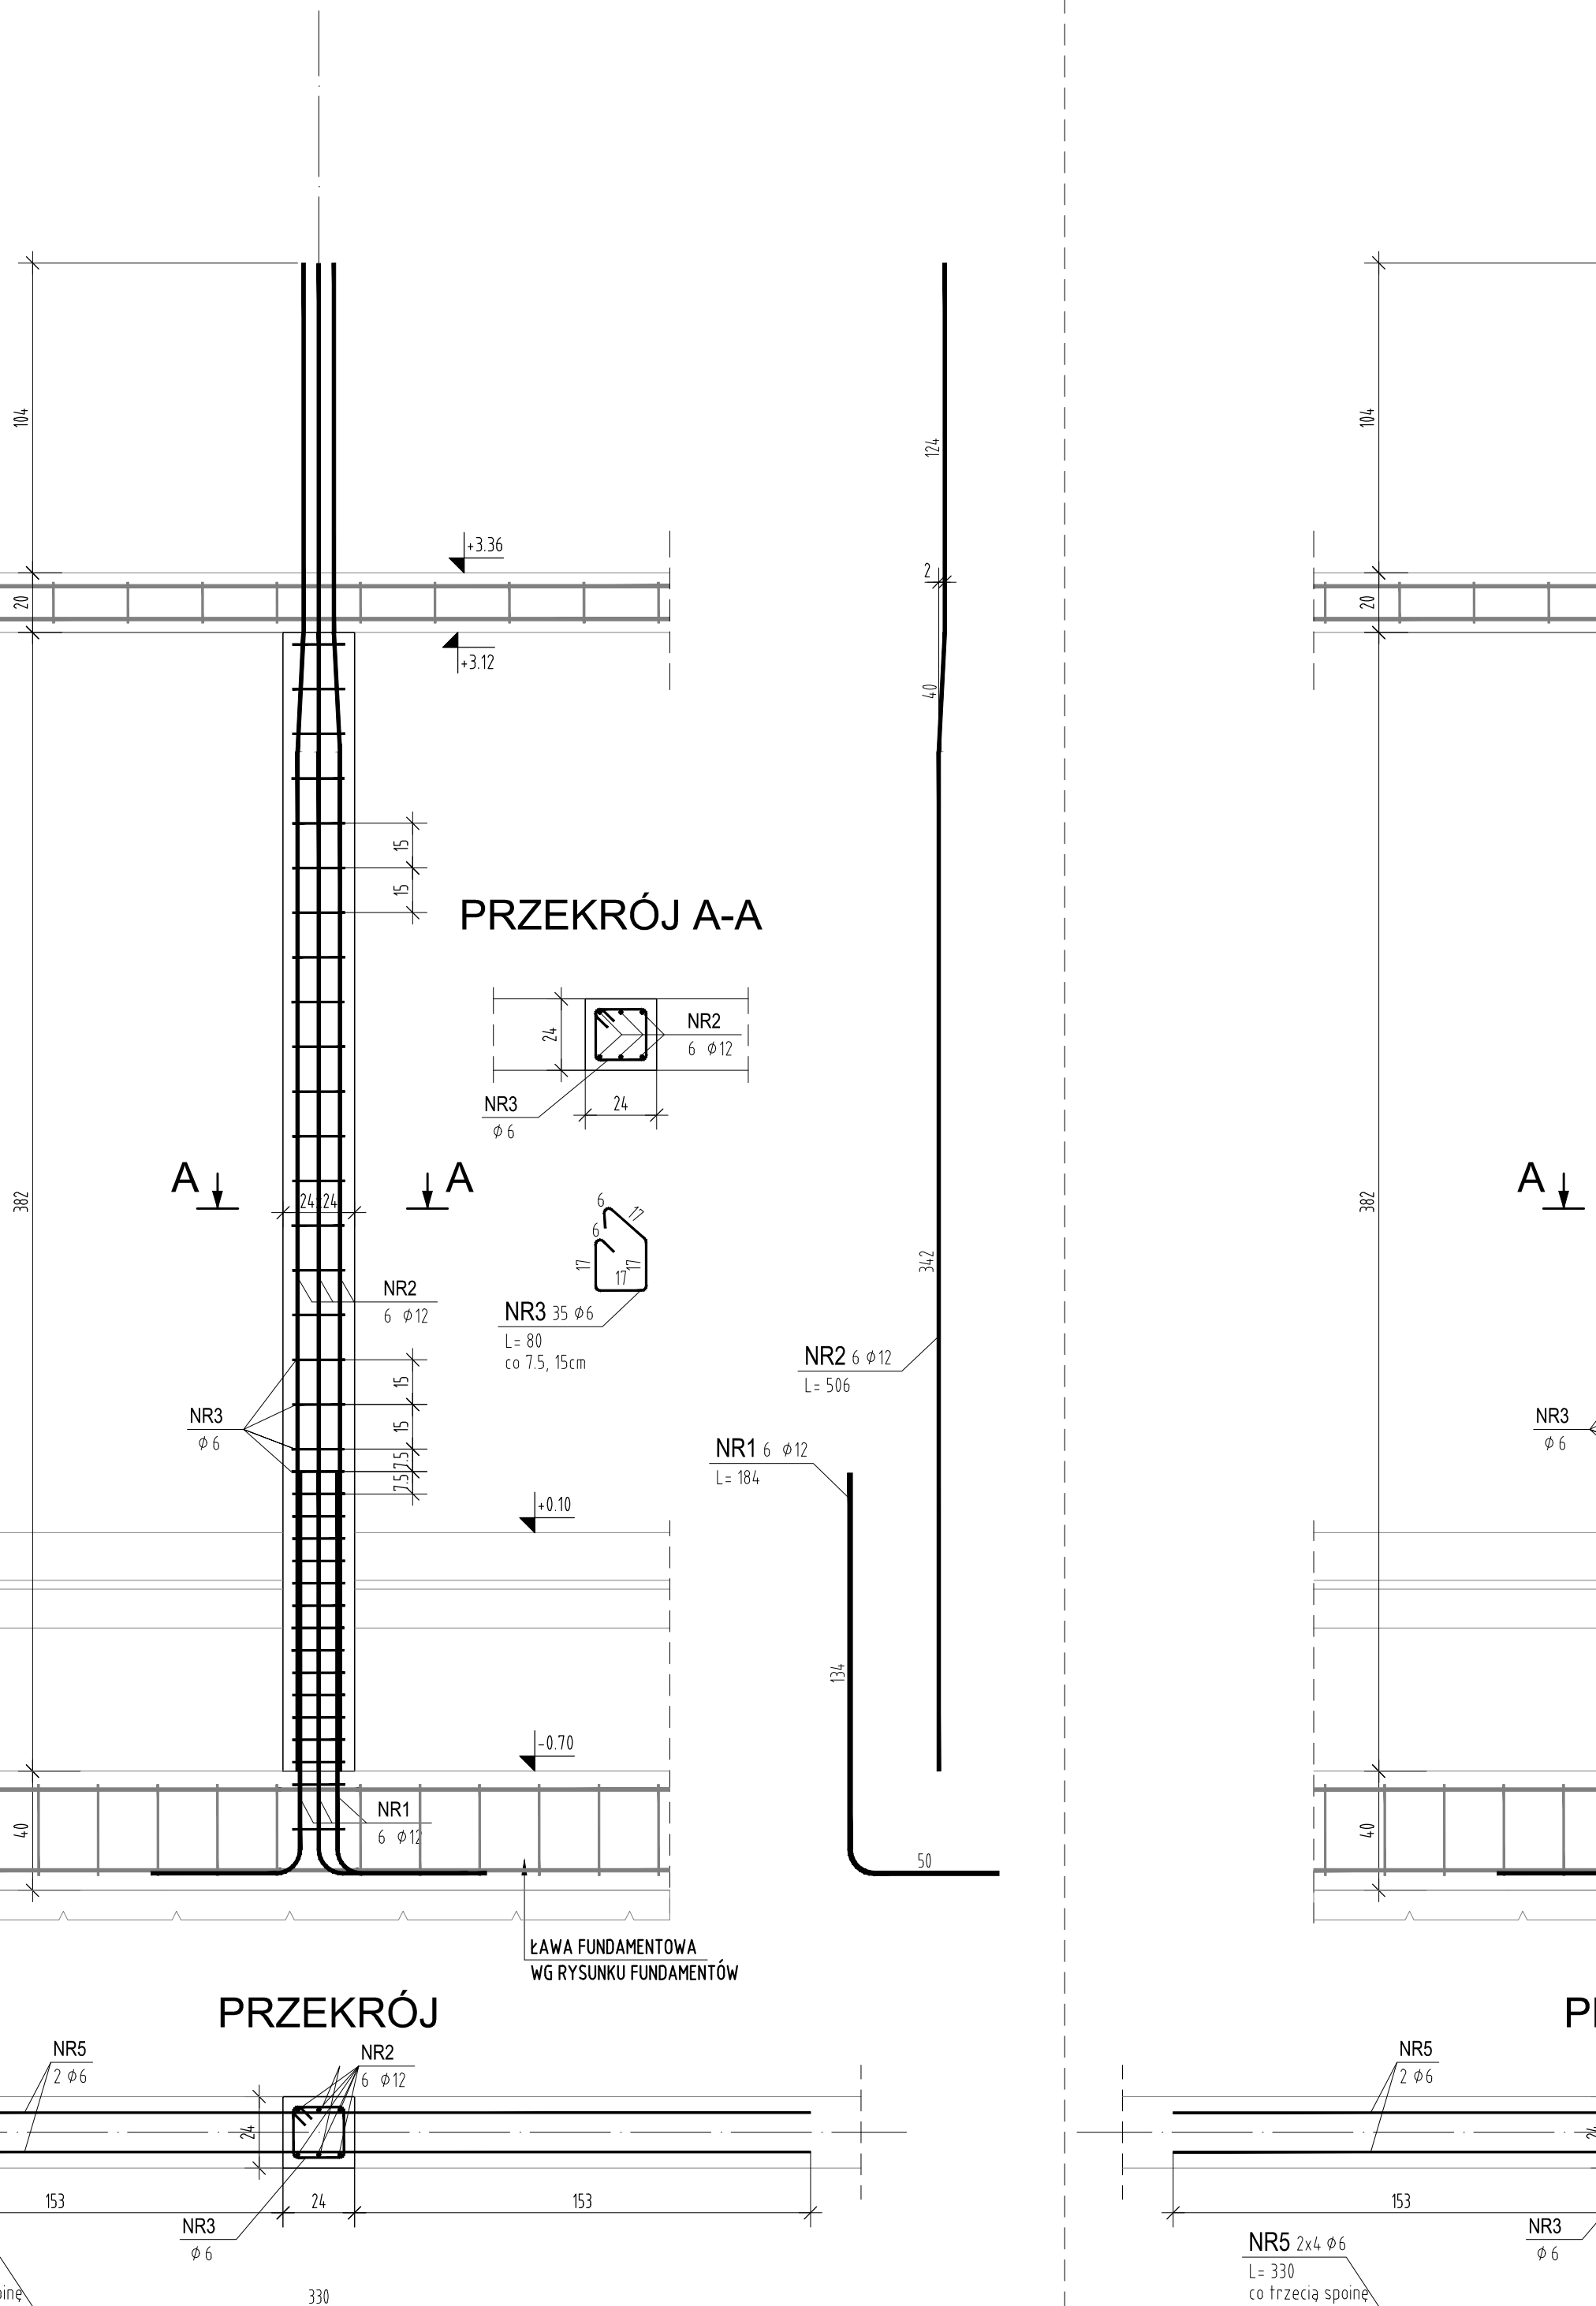 104
124
104
+3.36
20
2
20
+3.12
40
15
15
PRZEKRÓJ A-A
24
NR2
6 ϕ12
NR3
ϕ 6
24
A
A
A
382
24
24
382
6
17
6
17
17
17
342
NR2
6 ϕ12
NR3 35 ϕ6
L= 80
co 7.5, 15cm
NR2 6 ϕ12
L= 506
15
15
7.5
7.5
NR3
ϕ 6
NR3
ϕ 6
NR1 6 ϕ12
L= 184
+0.10
134
-0.70
40
NR1
6 ϕ12
40
50
ŁAWA FUNDAMENTOWA
WG RYSUNKU FUNDAMENTÓW
PRZEKRÓJ
NR5
2 ϕ6
NR2
6 ϕ12
NR5
2 ϕ6
24
153
24
153
153
NR3
ϕ 6
NR3
ϕ 6
NR5 2x4 ϕ6
L= 330
co trzecią spoinę
330